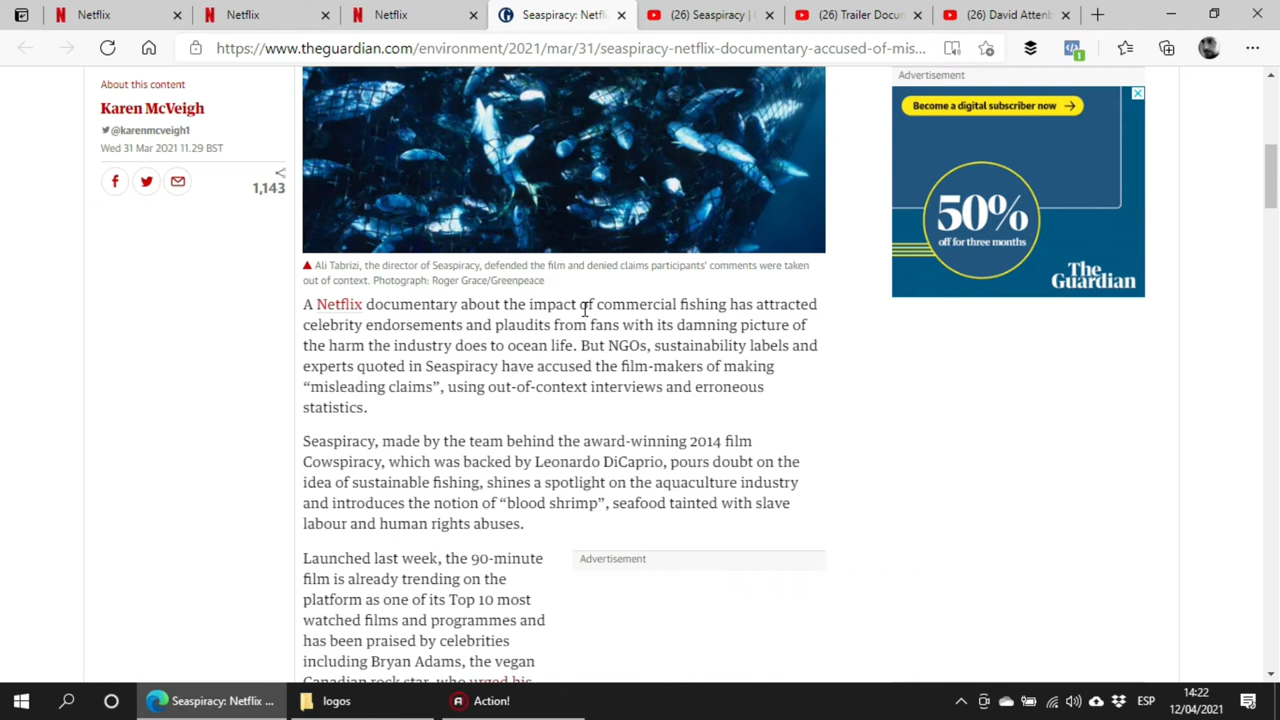 Netflix
Netflix
Netflix
Seaspiracy: Netfli
(26) Seaspiracy |
(26) Trailer Docu
(26) David Attenb
https://www.theguardian.com/environment/2021/mar/31/seaspiracy-netflix-documentary-accused-of-mis...
1
About this content
Karen McVeigh
@karenmcveigh1
Wed 31 Mar 2021 11.29 BST
1,143
Advertisement
Become a digital subscriber now
50%
off for three months
The
Guardian
Ali Tabrizi, the director of Seaspiracy, defended the film and denied claims participants' comments were taken
out of context. Photograph: Roger Grace/Greenpeace
A Netflix documentary about the impact of commercial fishing has attracted
celebrity endorsements and plaudits from fans with its damning picture of
the harm the industry does to ocean life. But NGOs, sustainability labels and
experts quoted in Seaspiracy have accused the film-makers of making
“misleading claims”, using out-of-context interviews and erroneous
statistics.
Seaspiracy, made by the team behind the award-winning 2014 film
Cowspiracy, which was backed by Leonardo DiCaprio, pours doubt on the
idea of sustainable fishing, shines a spotlight on the aquaculture industry
and introduces the notion of “blood shrimp”, seafood tainted with slave
labour and human rights abuses.
Launched last week, the 90-minute
film is already trending on the
platform as one of its Top 10 most
watched films and programmes and
has been praised by celebrities
including Bryan Adams, the vegan
Canadian rock star, who urged his
Advertisement
Seaspiracy: Netflix ...
logos
Action!
ESP
14:22
12/04/2021